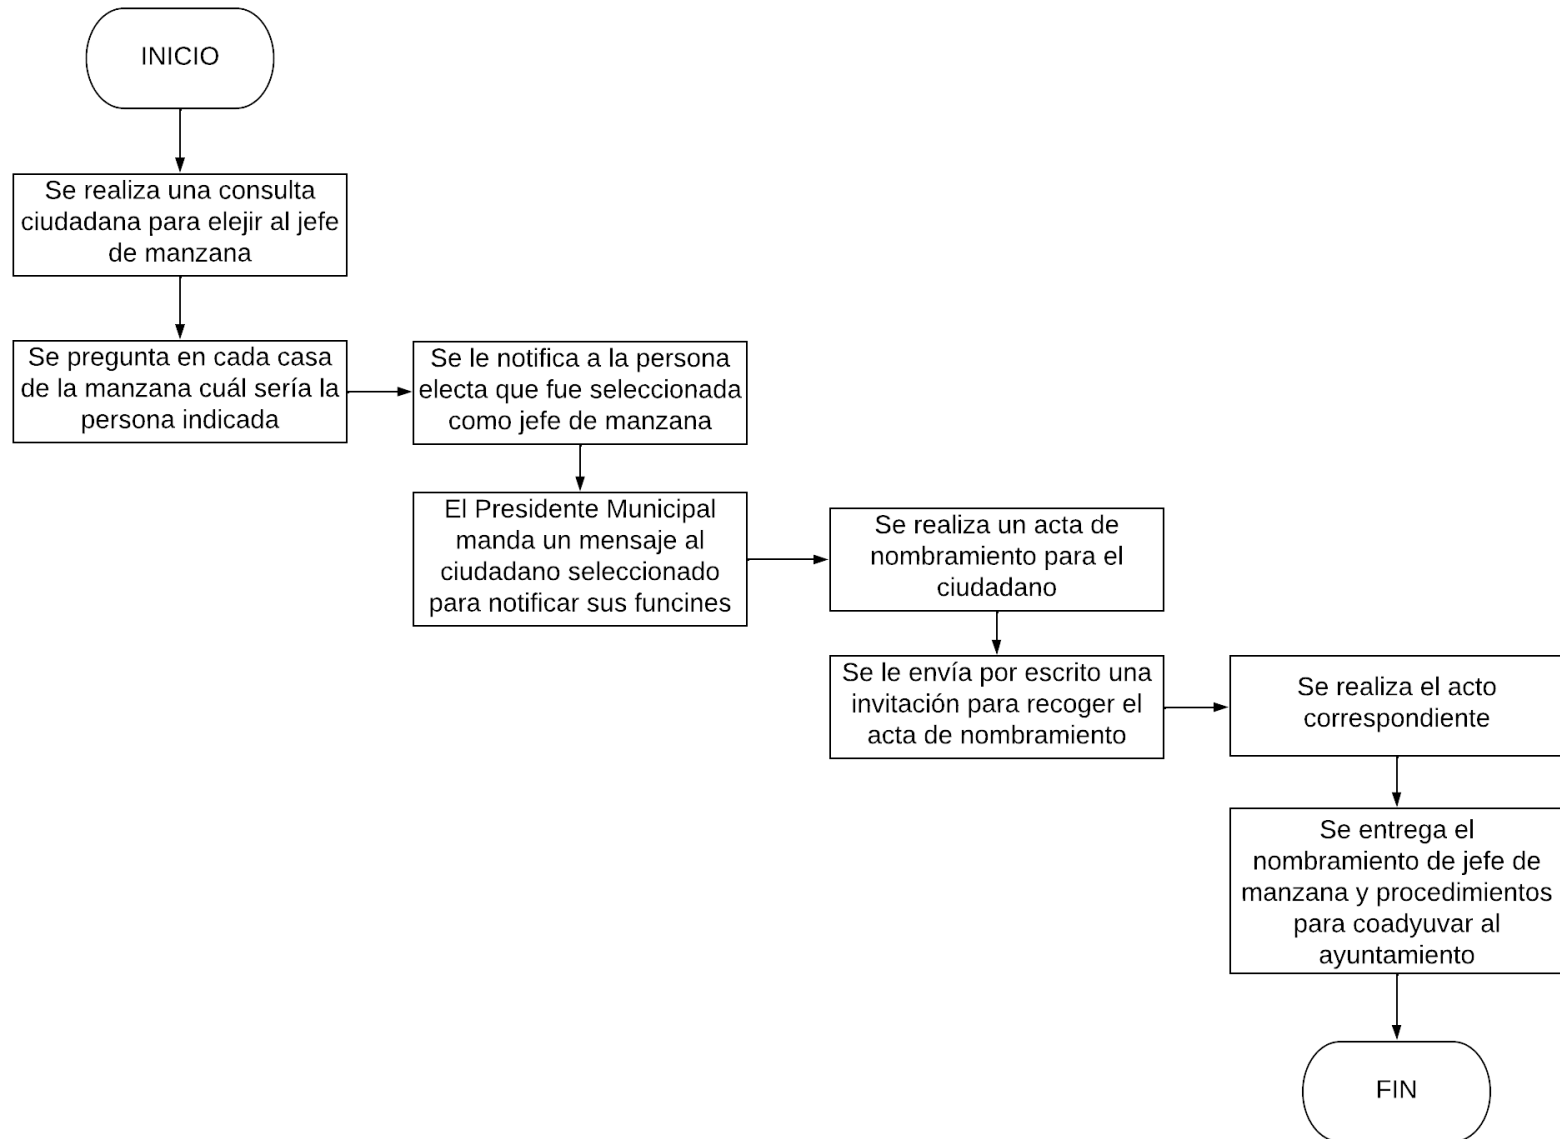 INICIO
Se realiza una consulta
ciudadana para elejir al jefe
de manzana
Se pregunta en cada casa
de la manzana cuál sería la
persona indicada
Se le notifica a la persona
electa que fue seleccionada
como jefe de manzana
El Presidente Municipal
manda un mensaje al
ciudadano seleccionado
para notificar sus funcines
Se realiza un acta de
nombramiento para el
ciudadano
Se le envía por escrito una
invitación para recoger el
acta de nombramiento
Se realiza el acto
correspondiente
Se entrega el
nombramiento de jefe de
manzana y procedimientos
para coadyuvar al
ayuntamiento
FIN